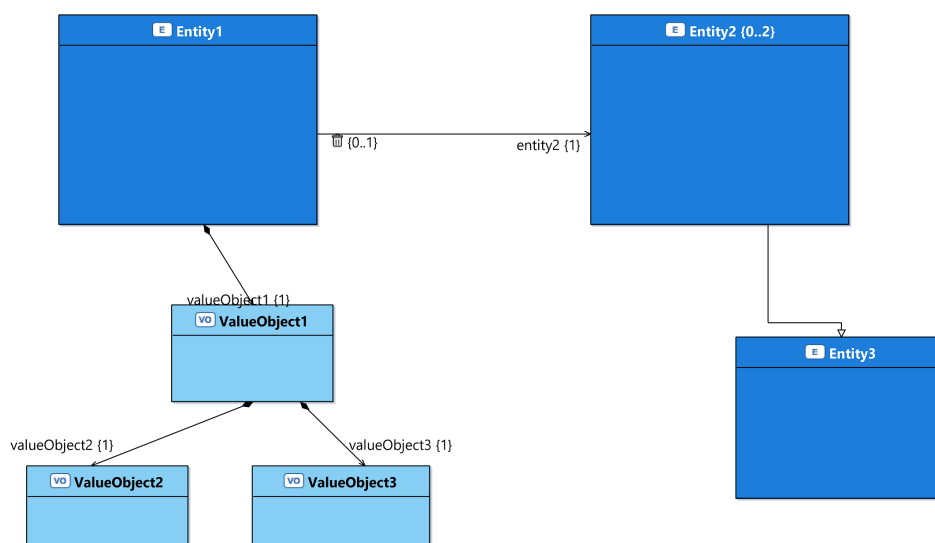 E Entity1
E Entity2 {0..2}
{0..1}
entity2 {1}
valueObject1 {1}
VO ValueObject1
E Entity3
valueObject2 {1}
valueObject3 {1}
VO ValueObject2
VO ValueObject3